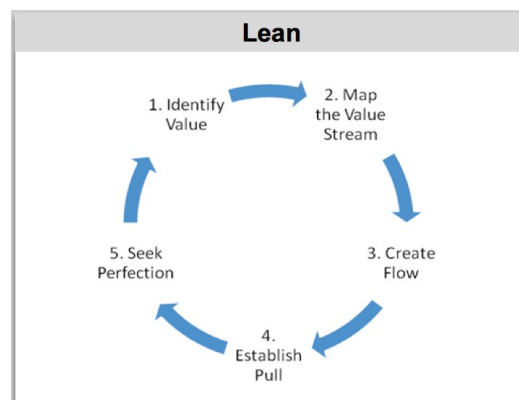 Lean
1. Identify
Value
2. Map
the Value
Stream
3. Create
Flow
4.
Establish
Pull
5. Seek
Perfection